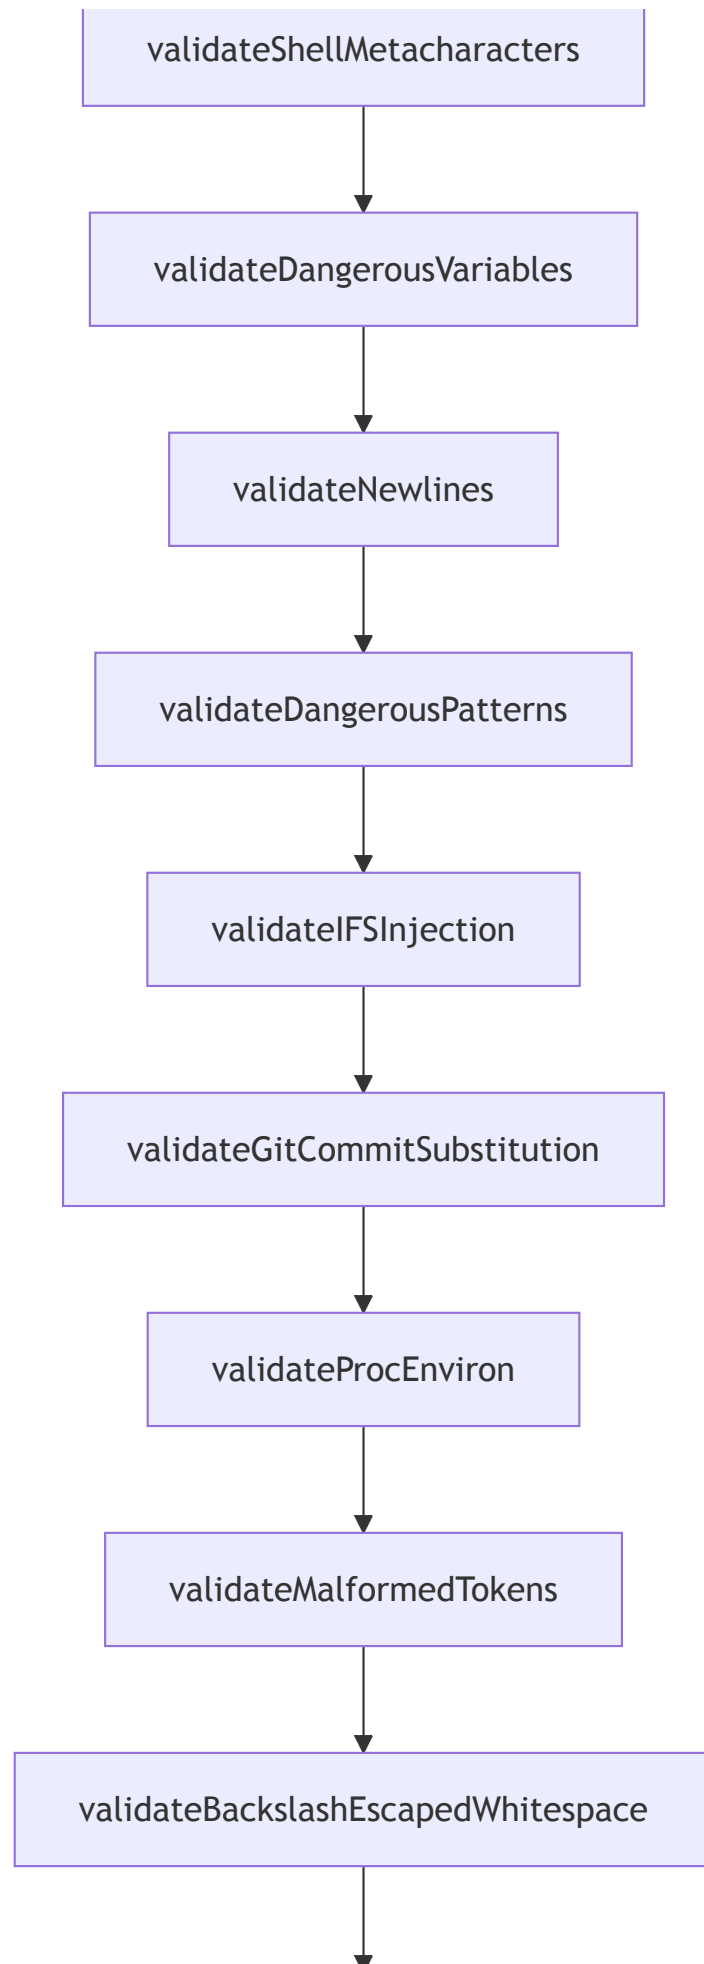 validateShellMetacharacters
validateDangerousVariables
validateNewlines
validateDangerousPatterns
validateIFSInjection
validateGitCommitSubstitution
validateProcEnviron
validateMalformedTokens
validateBackslashEscapedWhitespace